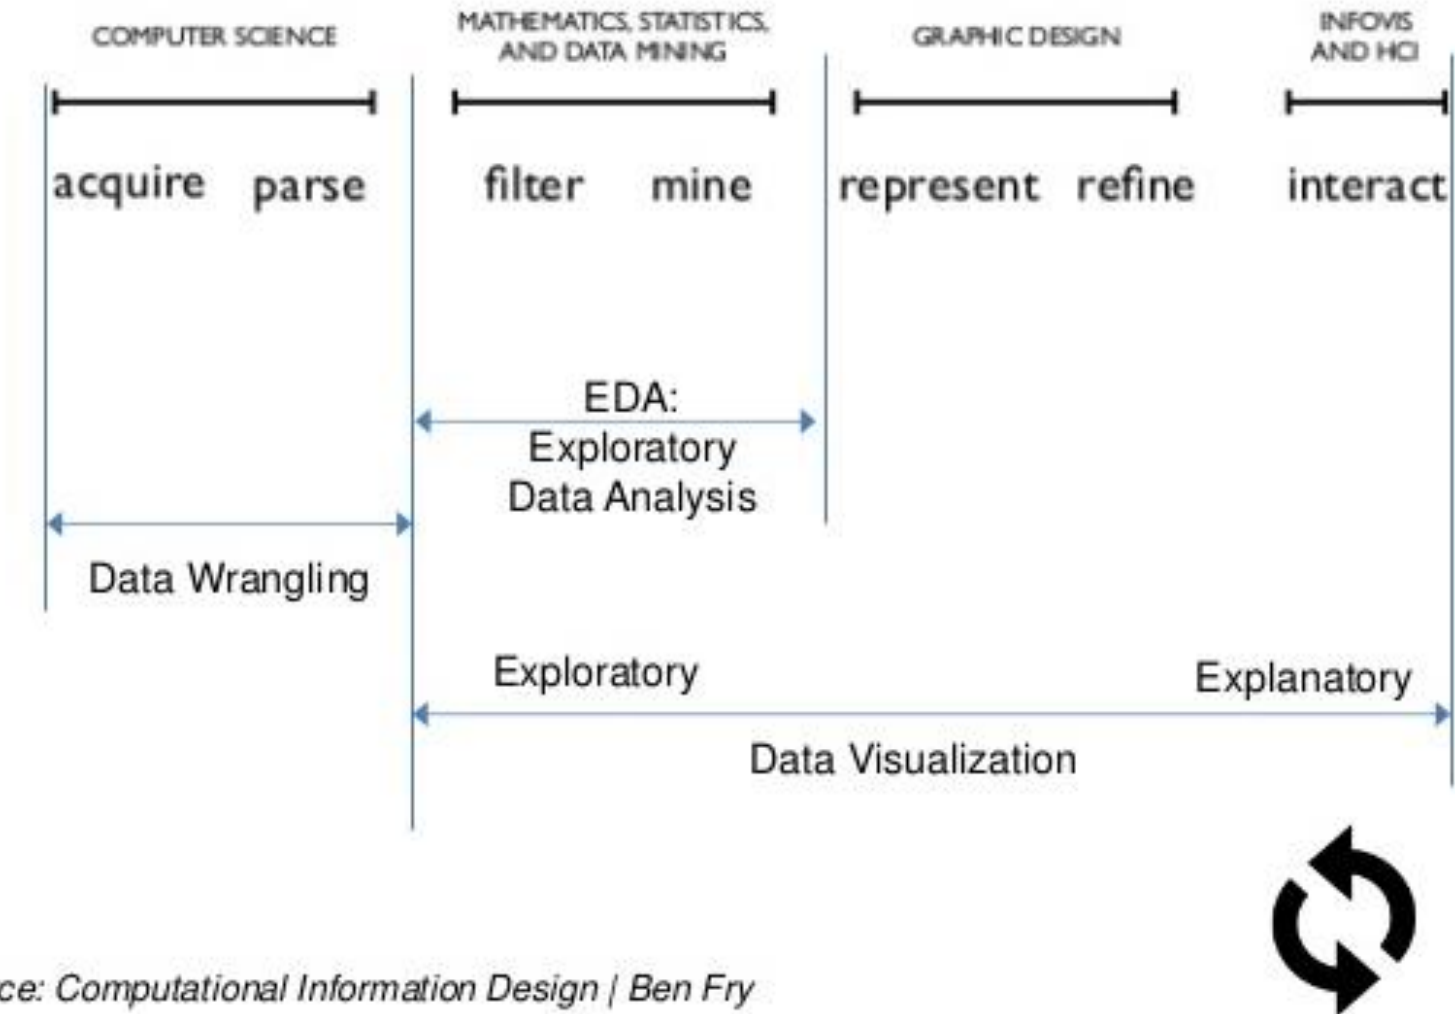 COMPUTER SCIENCE
MATHEMATICS, STATISTICS,
AND DATA MINING
GRAPHIC DESIGN
INFOVIS
AND HCI
acquire parse filter mine represent refine interact
EDA:
Exploratory
Data Analysis
Data Wrangling
Exploratory
Explanatory
Data Visualization
ce: Computational Information Design | Ben Fry